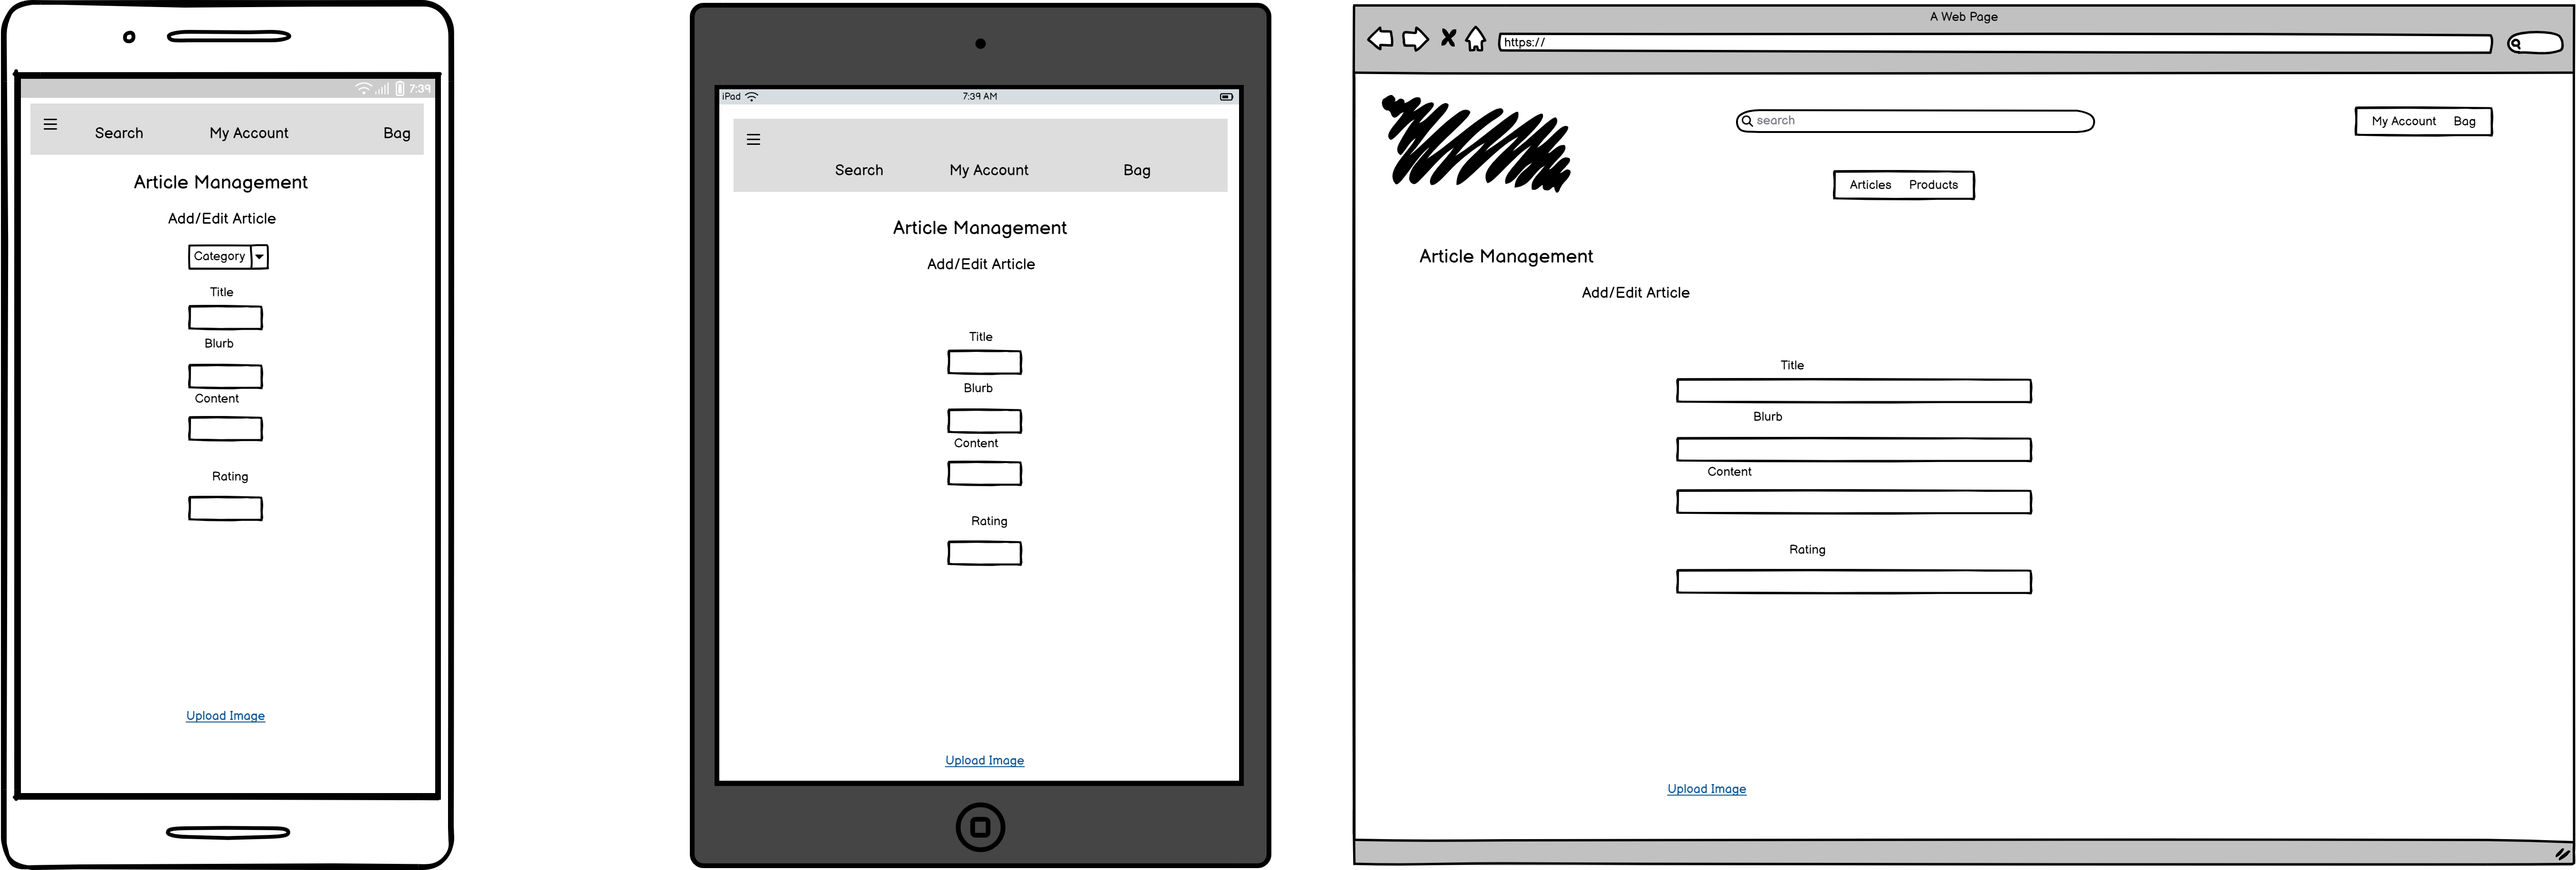 7:39
Search My Account Bag
Article Management
Add/Edit Article
Category
Title
Blurb
Content
Rating
Upload Image
iPad 7:39 AM
Search My Account Bag
Article Management
Add/Edit Article
Title
Blurb
Content
Rating
Upload Image
A Web Page
https://
search
My Account Bag
Articles Products
Article Management
Add/Edit Article
Title
Blurb
Content
Rating
Upload Image